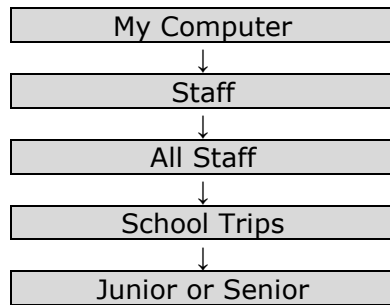 My Computer
↓
Staff
↓
All Staff
↓
School Trips
↓
Junior or Senior